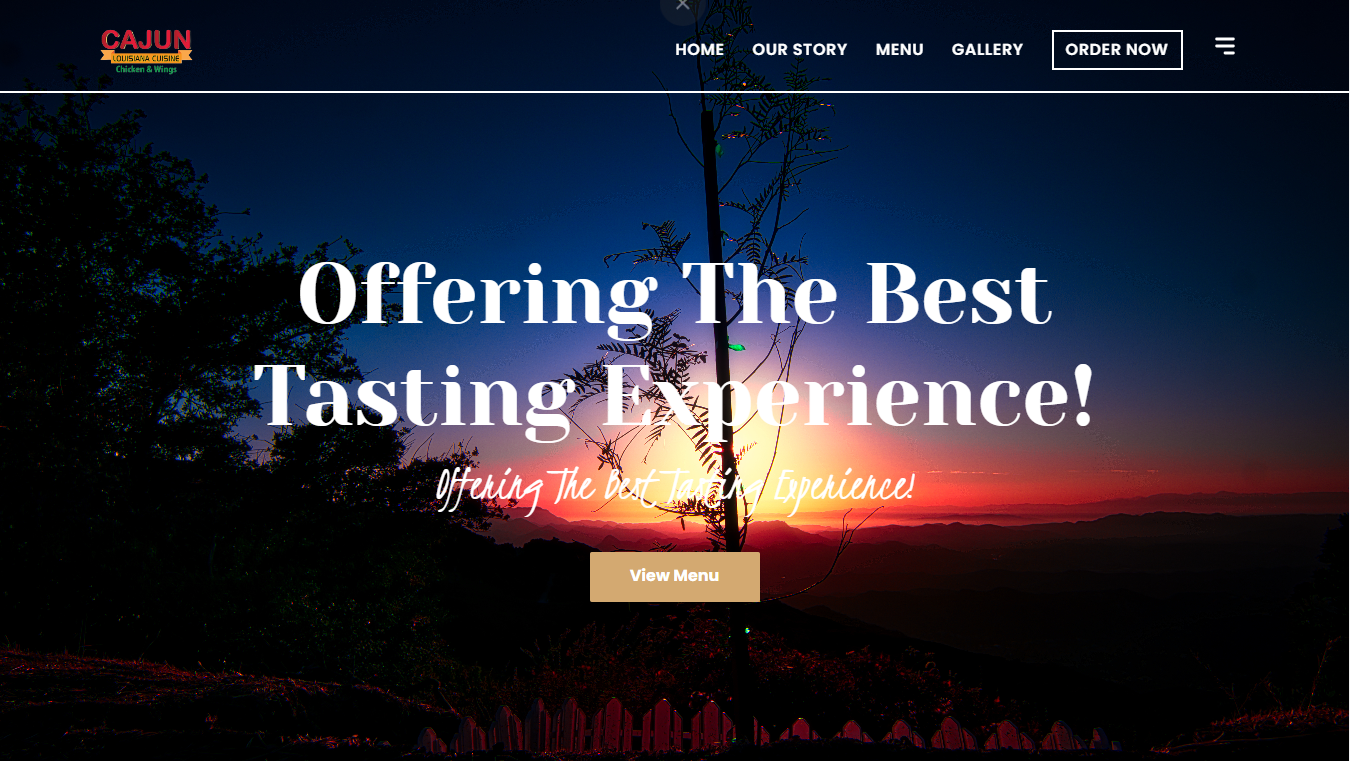 CAJUN
LOUISIANA CUISINE
Chicken & Wings
HOME OUR STORY MENU GALLERY ORDER NOW
Offering The Best
Tasting Experience!
Offering The Best Tasting Experience!
View Menu